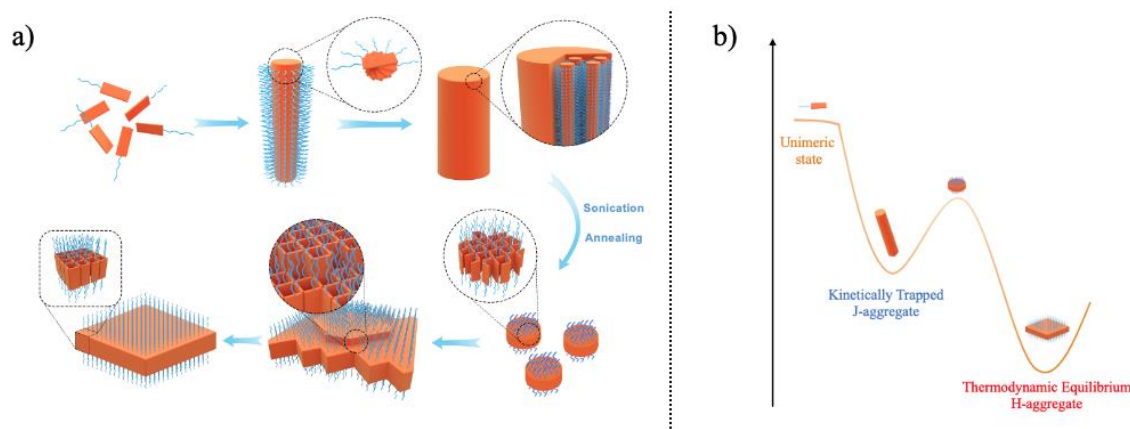 a)
Sonication
Annealing
b)
Unimeric
state
Kinetically Trapped
J-aggregate
Thermodynamic Equilibrium
H-aggregate